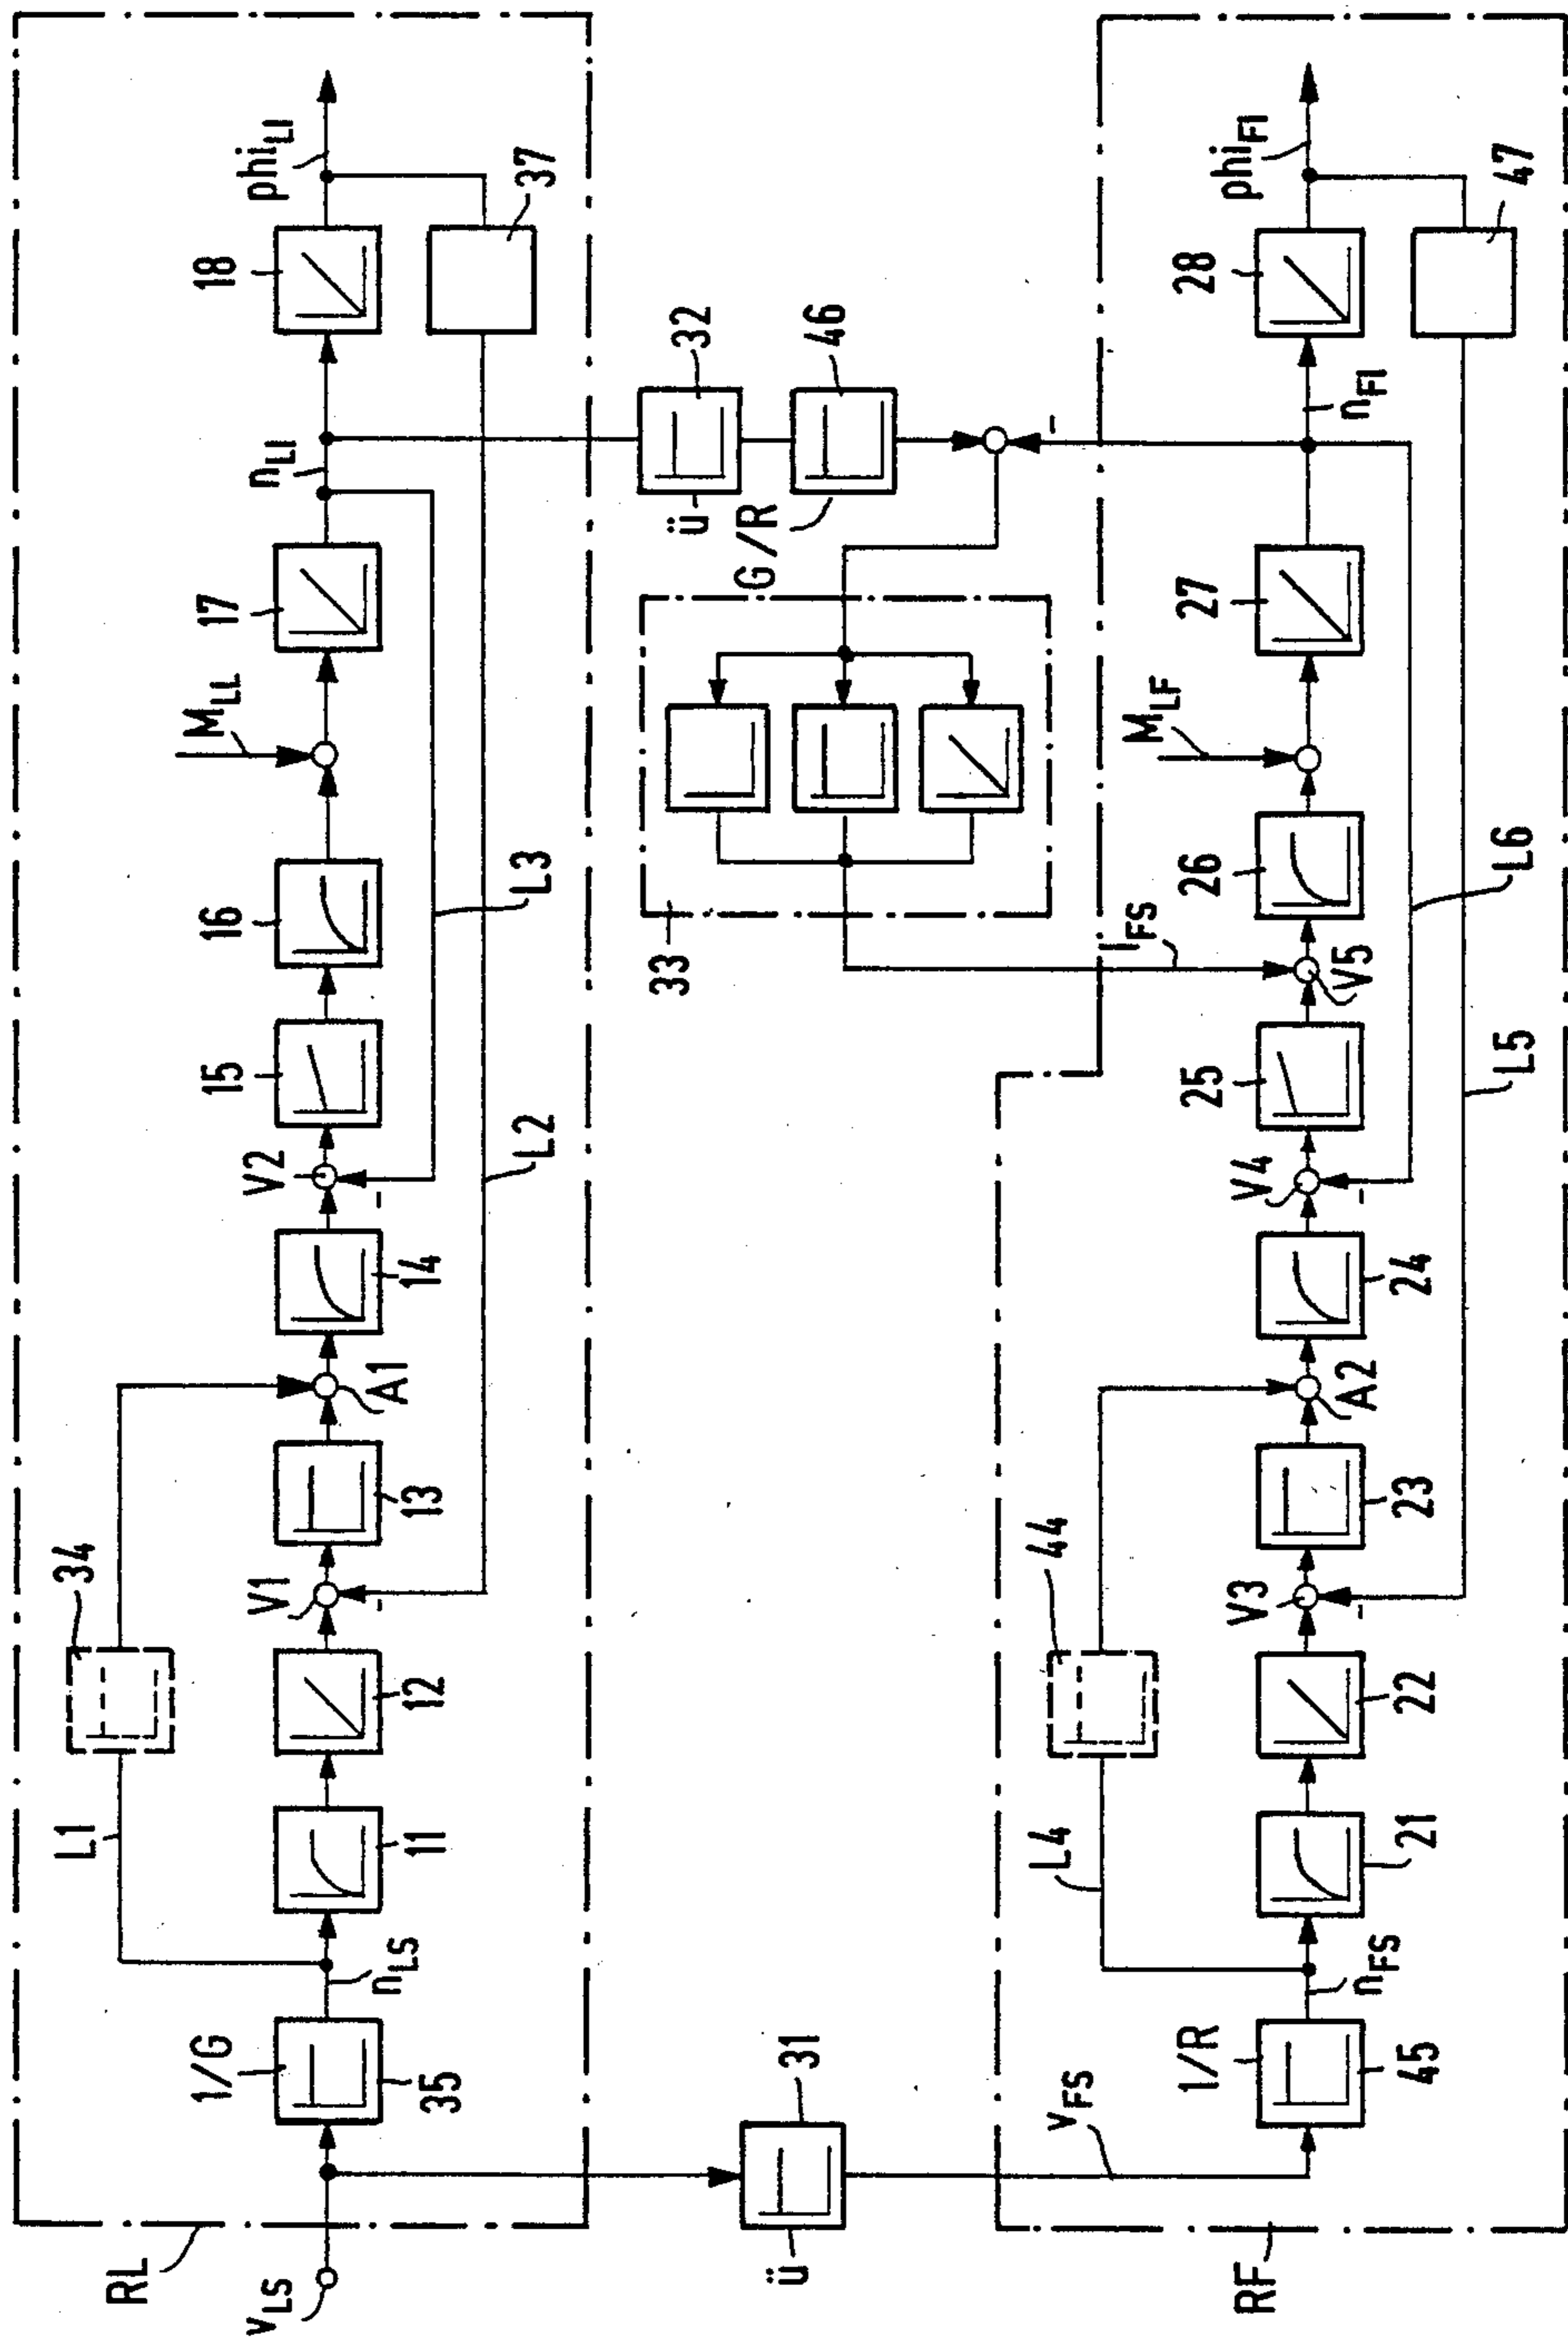 RL
v_LS
1/G
35
n_LS
L1
34
11
12
V1
13
A1
14
V2
15
16
M_LL
17
n_LI
18
phi_LI
37
L2
L3
31
ü
32
ü
46
G/R
33
I_FS
RF
v_FS
1/R
45
n_FS
L4
44
21
22
V3
23
A2
24
V4
25
V5
26
M_LF
27
n_FI
28
phi_FI
47
L5
L6